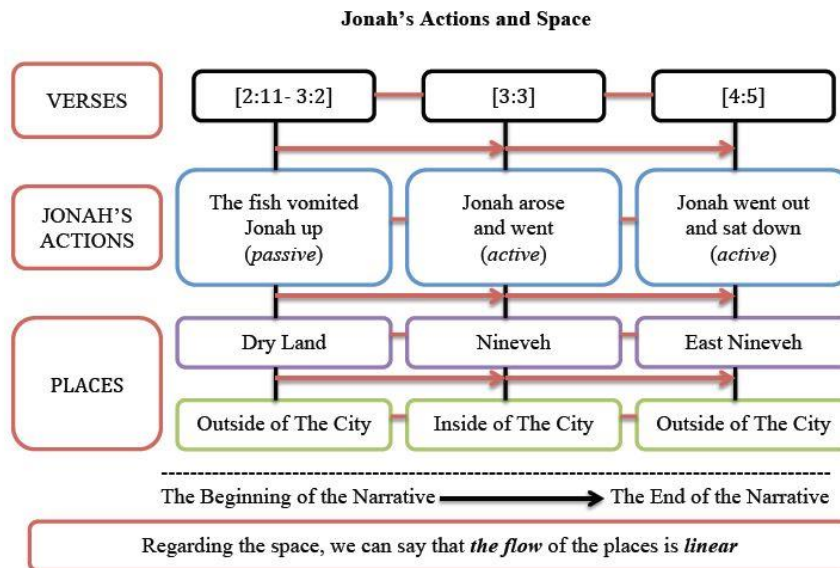 Jonah's Actions and Space
VERSES
[2:11- 3:2]
[3:3]
[4:5]
JONAH'S
ACTIONS
The fish vomited
Jonah up
(passive)
Jonah arose
and went
(active)
Jonah went out
and sat down
(active)
PLACES
Dry Land
Nineveh
East Nineveh
Outside of The City
Inside of The City
Outside of The City
The Beginning of the Narrative
The End of the Narrative
Regarding the space, we can say that the flow of the places is linear